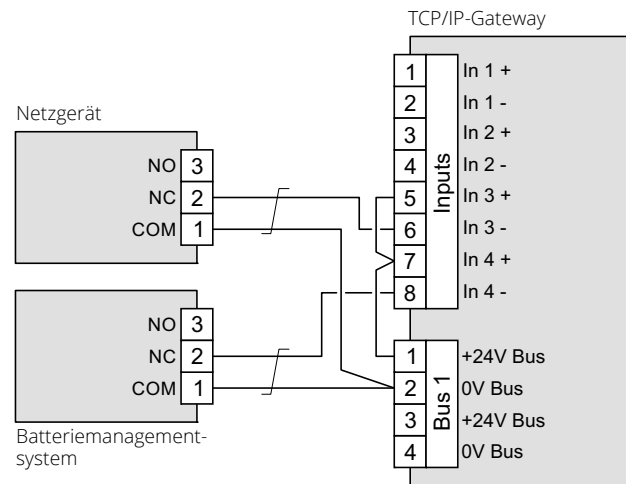 TCP/IP-Gateway
Netzgerät
NO 3
NC 2
COM 1
NO 3
NC 2
COM 1
Batteriemanagement-
system
Inputs
1 In 1 +
2 In 1 -
3 In 2 +
4 In 2 -
5 In 3 +
6 In 3 -
7 In 4 +
8 In 4 -
Bus 1
1 +24V Bus
2 0V Bus
3 +24V Bus
4 0V Bus